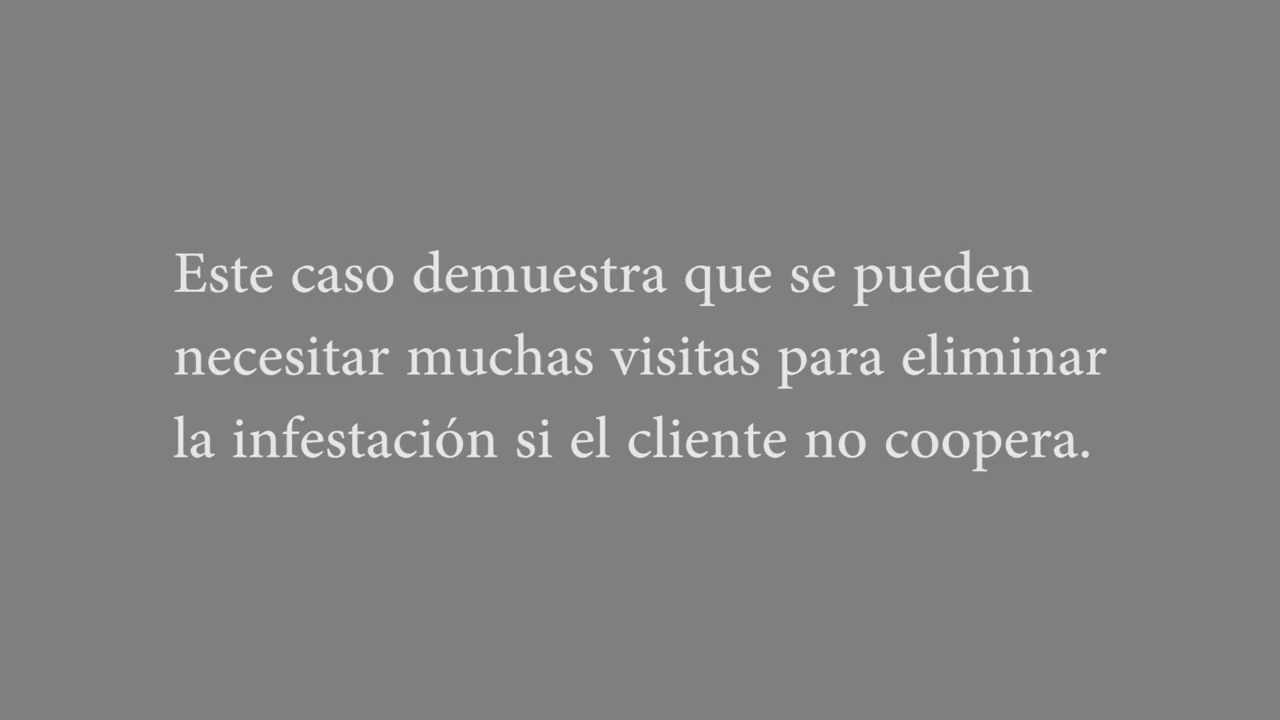 Este caso demuestra que se pueden
necesitar muchas visitas para eliminar
la infestación si el cliente no coopera.